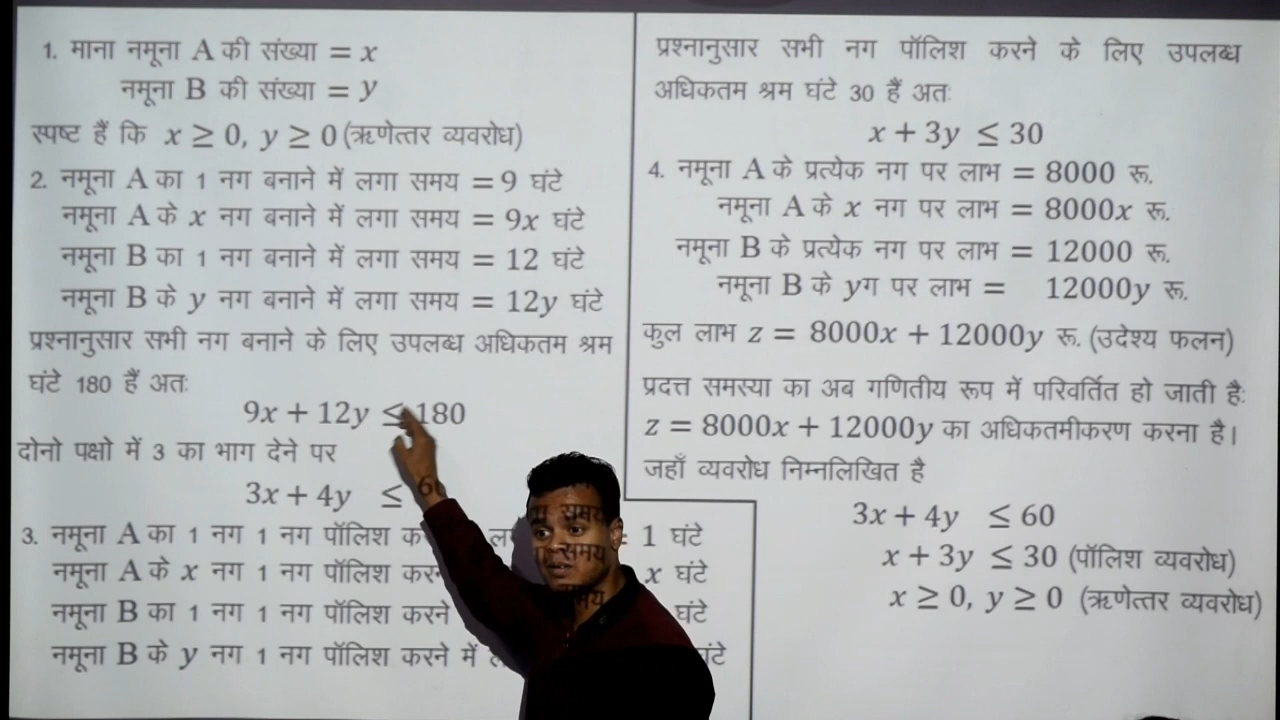 1. माना नमूना A की संख्या = x
नमूना B की संख्या = y
स्पष्ट हैं कि x ≥ 0, y ≥ 0 (ऋणेत्तर व्यवरोध)
2. नमूना A का 1 नग बनाने में लगा समय = 9 घंटे
नमूना A के x नग बनाने में लगा समय = 9x घंटे
नमूना B का 1 नग बनाने में लगा समय = 12 घंटे
नमूना B के y नग बनाने में लगा समय = 12y घंटे
प्रश्नानुसार सभी नग बनाने के लिए उपलब्ध अधिकतम श्रम
घंटे 180 हैं अतः
9x + 12y ≤ 180
दोनो पक्षो में 3 का भाग देने पर
3x + 4y ≤
3. नमूना A का 1 नग 1 नग पॉलिश 1 घंटे
नमूना A के x नग 1 नग पॉलिश x घंटे
नमूना B का 1 नग 1 नग पॉलिश करने घंटे
नमूना B के y नग 1 नग पॉलिश करने में
प्रश्नानुसार सभी नग पॉलिश करने के लिए उपलब्ध
अधिकतम श्रम घंटे 30 हैं अतः
x + 3y ≤ 30
4. नमूना A के प्रत्येक नग पर लाभ = 8000 रू.
नमूना A के x नग पर लाभ = 8000x रू.
नमूना B के प्रत्येक नग पर लाभ = 12000 रू.
नमूना B के yग पर लाभ = 12000y रू.
कुल लाभ z = 8000x + 12000y रू. (उदेश्य फलन)
प्रदत्त समस्या का अब गणितीय रूप में परिवर्तित हो जाती हैः
z = 8000x + 12000y का अधिकतमीकरण करना है।
जहाँ व्यवरोध निम्नलिखित है
3x + 4y ≤ 60
x + 3y ≤ 30 (पॉलिश व्यवरोध)
x ≥ 0, y ≥ 0 (ऋणेत्तर व्यवरोध)